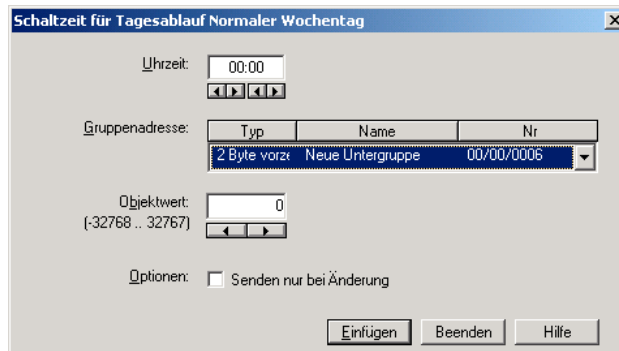 Schaltzeit für Tagesablauf Normaler Wochentag
Uhrzeit: 00:00
Gruppenadresse: Typ Name Nr
2 Byte vorze Neue Untergruppe 00/00/0006
Objektwert: 0
(-32768 .. 32767)
Optionen: Senden nur bei Änderung
Einfügen Beenden Hilfe